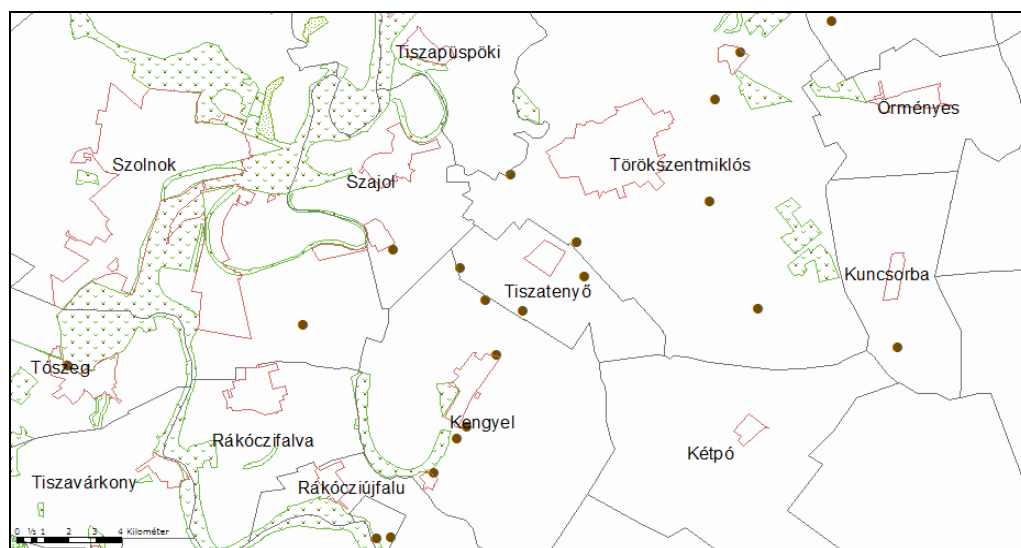 Tiszapüspöki
Örményes
Szolnok
Törökszentmiklós
Szajol
Kuncsorba
Tiszatenyő
Tószeg
Kengyel
Rákóczifalva
Kétpó
Tiszavárkony
Rákócziújfalu
0 ½ 1 2 3 4 Kilométer